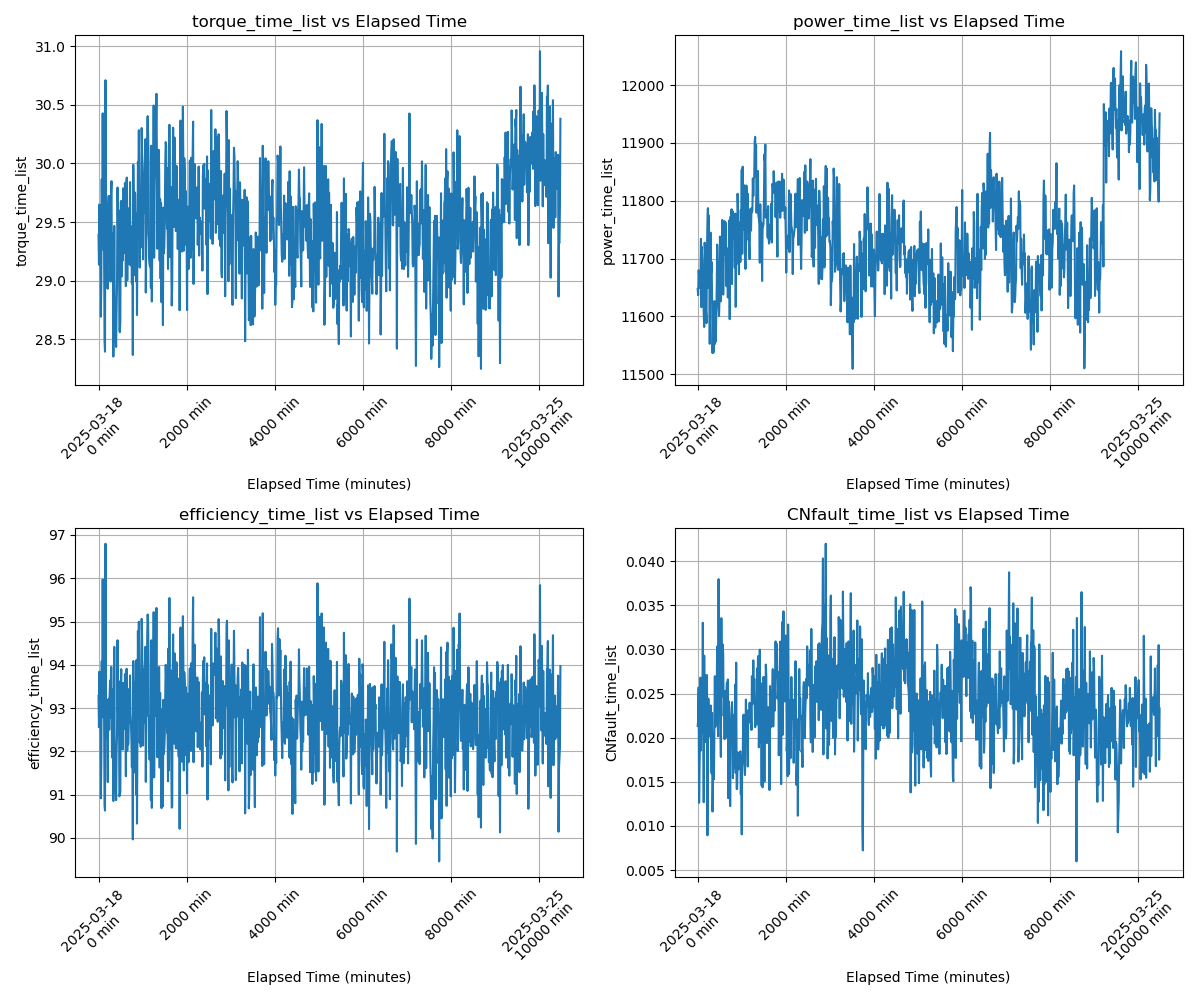 torque_time_list vs Elapsed Time
torque_time_list
31.0
30.5
30.0
29.5
29.0
28.5
2025-03-18
0 min
2000 min
4000 min
6000 min
8000 min
2025-03-25
10000 min
Elapsed Time (minutes)
power_time_list vs Elapsed Time
power_time_list
12000
11900
11800
11700
11600
11500
2025-03-18
0 min
2000 min
4000 min
6000 min
8000 min
2025-03-25
10000 min
Elapsed Time (minutes)
efficiency_time_list vs Elapsed Time
efficiency_time_list
97
96
95
94
93
92
91
90
2025-03-18
0 min
2000 min
4000 min
6000 min
8000 min
2025-03-25
10000 min
Elapsed Time (minutes)
CNfault_time_list vs Elapsed Time
CNfault_time_list
0.040
0.035
0.030
0.025
0.020
0.015
0.010
0.005
2025-03-18
0 min
2000 min
4000 min
6000 min
8000 min
2025-03-25
10000 min
Elapsed Time (minutes)